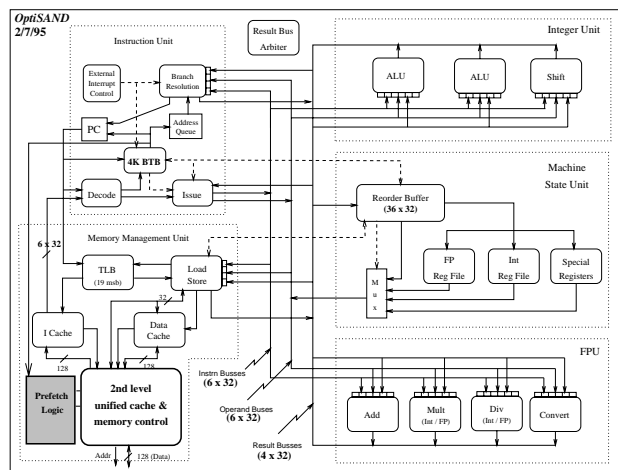 OptiSAND
2/7/95
Instruction Unit
Result Bus
Arbiter
Integer Unit
External
Interrupt
Control
Branch
Resolution
ALU
ALU
Shift
PC
Address
Queue
4K BTB
Decode
Issue
Machine
State Unit
Reorder Buffer
(36 x 32)
6 x 32
Memory Management Unit
TLB
(19 msb)
Load
Store
FP
Reg File
Int
Reg File
Special
Registers
M
u
x
32
I Cache
Data
Cache
128
128
Instrn Busses
(6 x 32)
FPU
Prefetch
Logic
2nd level
unified cache &
memory control
Operand Buses
(6 x 32)
Add
Mult
(Int / FP)
Div
(Int / FP)
Convert
Result Busses
(4 x 32)
Addr
128 (Data)